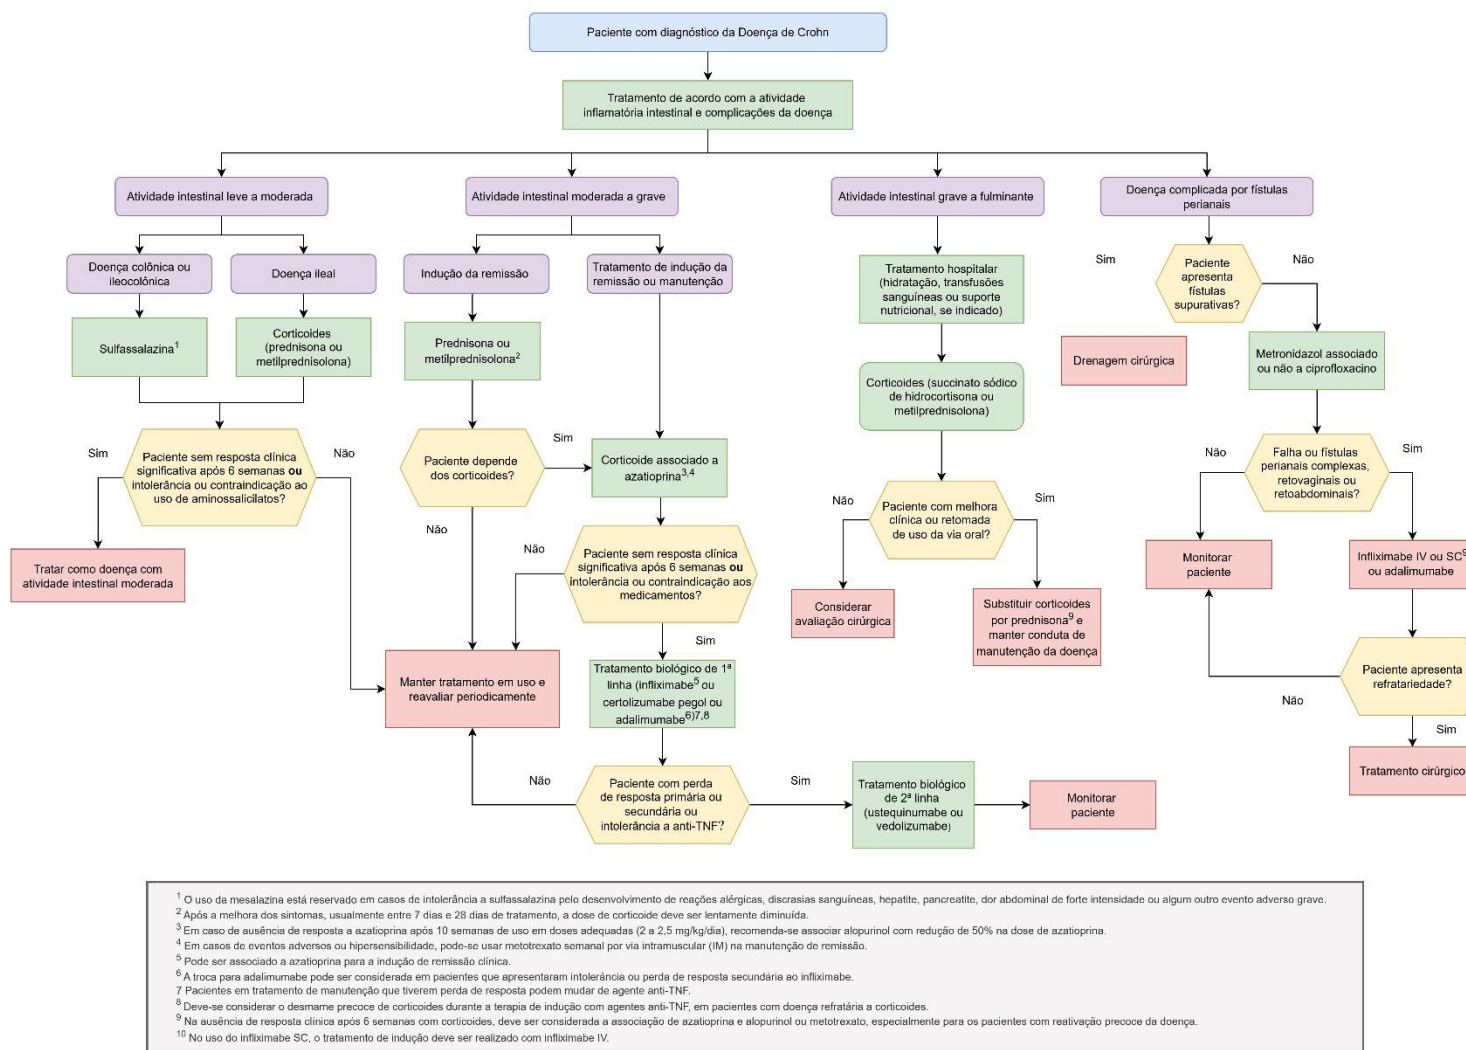 Paciente com diagnóstico da Doença de Crohn
Tratamento de acordo com a atividade
inflamatória intestinal e complicações da doença
Atividade intestinal leve a moderada
Atividade intestinal moderada a grave
Atividade intestinal grave a fulminante
Doença complicada por fístulas
perianais
Doença colônica ou
ileocolônica
Doença ileal
Indução da remissão
Tratamento de indução da
remissão ou manutenção
Tratamento hospitalar
(hidratação, transfusões
sanguíneas ou suporte
nutricional, se indicado)
Sim
Paciente
apresenta
fístulas
supurativas?
Não
Sulfassalazina¹
Corticoides
(prednisona ou
metilprednisolona)
Prednisona ou
metilprednisolona²
Drenagem cirúrgica
Metronidazol associado
ou não a ciprofloxacino
Corticoides (succinato sódico
de hidrocortisona ou
metilprednisolona)
Sim
Paciente sem resposta clínica
significativa após 6 semanas ou
intolerância ou contraindicação ao
uso de aminossalicilatos?
Não
Paciente depende
dos corticoides?
Sim
Não
Corticoide associado a
azatioprina³,⁴
Não
Paciente com melhora
clínica ou retomada
de uso da via oral?
Sim
Não
Falha ou fístulas
perianais complexas,
retovaginais ou
retoabdominais?
Sim
Tratar como doença com
atividade intestinal moderada
Não
Paciente sem resposta clínica
significativa após 6 semanas ou
intolerância ou contraindicação aos
medicamentos?
Sim
Considerar
avaliação cirúrgica
Substituir corticoides
por prednisona⁹ e
manter conduta de
manutenção da doença
Monitorar
paciente
Infliximabe IV ou SC⁹
ou adalimumabe
Manter tratamento em uso e
reavaliar periodicamente
Tratamento biológico de 1ª
linha (infliximabe⁵ ou
certolizumabe pegol ou
adalimumabe⁶⁾⁷,⁸
Paciente apresenta
refratariedade?
Não
Sim
Tratamento cirúrgico
Não
Paciente com perda
de resposta primária ou
secundária ou
intolerância a anti-TNF?
Sim
Tratamento biológico
de 2ª linha
(ustequinumabe ou
vedolizumabe)
Monitorar
paciente
¹ O uso da mesalazina está reservado em casos de intolerância a sulfassalazina pelo desenvolvimento de reações alérgicas, discrasias sanguíneas, hepatite, pancreatite, dor abdominal de forte intensidade ou algum outro evento adverso grave.
² Após a melhora dos sintomas, usualmente entre 7 dias e 28 dias de tratamento, a dose de corticoide deve ser lentamente diminuída.
³ Em caso de ausência de resposta a azatioprina após 10 semanas de uso em doses adequadas (2 a 2,5 mg/kg/dia), recomenda-se associar alopurinol com redução de 50% na dose de azatioprina.
⁴ Em casos de eventos adversos ou hipersensibilidade, pode-se usar metotrexato semanal por via intramuscular (IM) na manutenção de remissão.
⁵ Pode ser associado a azatioprina para a indução de remissão clínica.
⁶ A troca para adalimumabe pode ser considerada em pacientes que apresentaram intolerância ou perda de resposta secundária ao infliximabe.
7 Pacientes em tratamento de manutenção que tiverem perda de resposta podem mudar de agente anti-TNF.
⁸ Deve-se considerar o desmame precoce de corticoides durante a terapia de indução com agentes anti-TNF, em pacientes com doença refratária a corticoides.
⁹ Na ausência de resposta clínica após 6 semanas com corticoides, deve ser considerada a associação de azatioprina e alopurinol ou metotrexato, especialmente para os pacientes com reativação precoce da doença.
¹⁰ No uso do infliximabe SC, o tratamento de indução deve ser realizado com infliximabe IV.